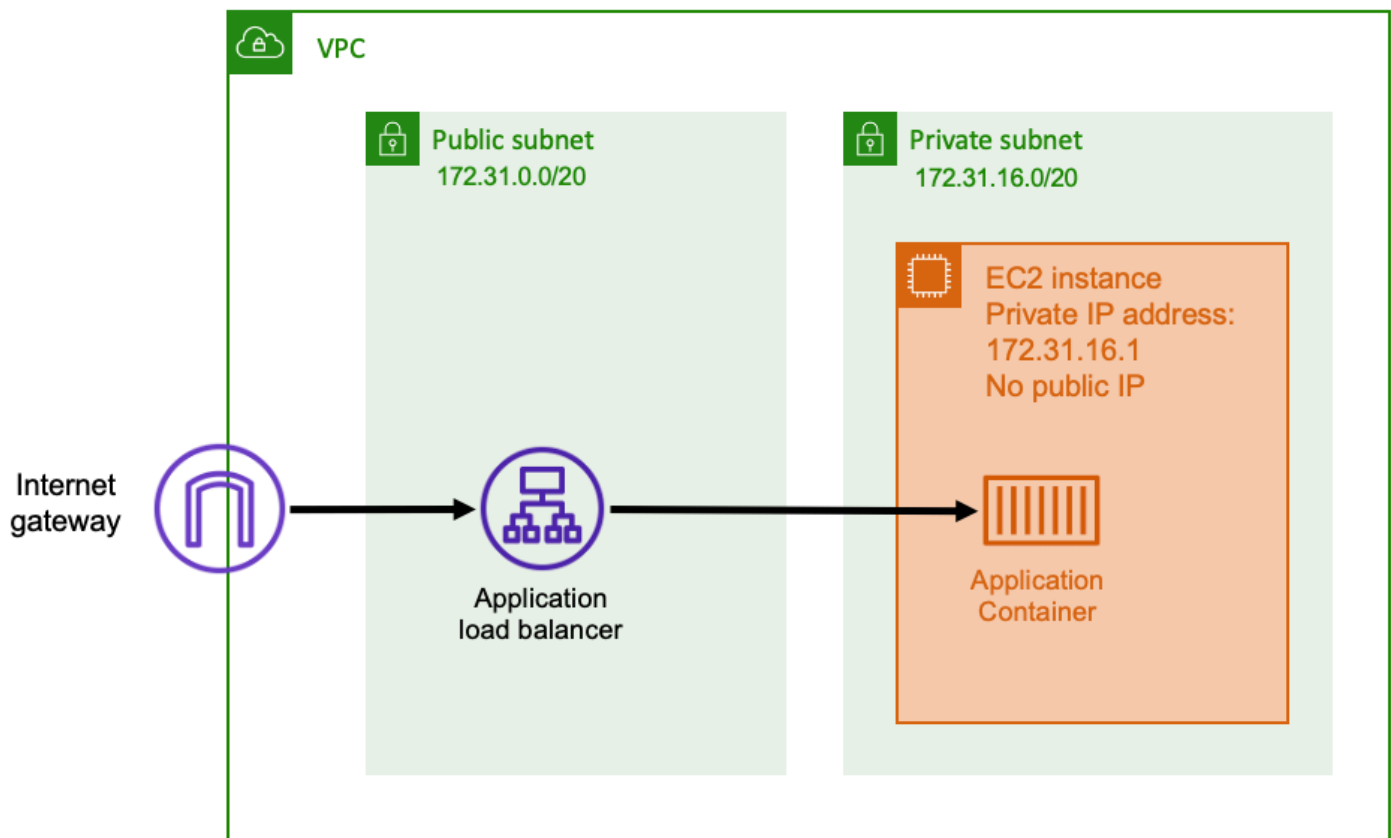 VPC
Public subnet
172.31.0.0/20
Private subnet
172.31.16.0/20
EC2 instance
Private IP address:
172.31.16.1
No public IP
Internet
gateway
Application
load balancer
Application
Container